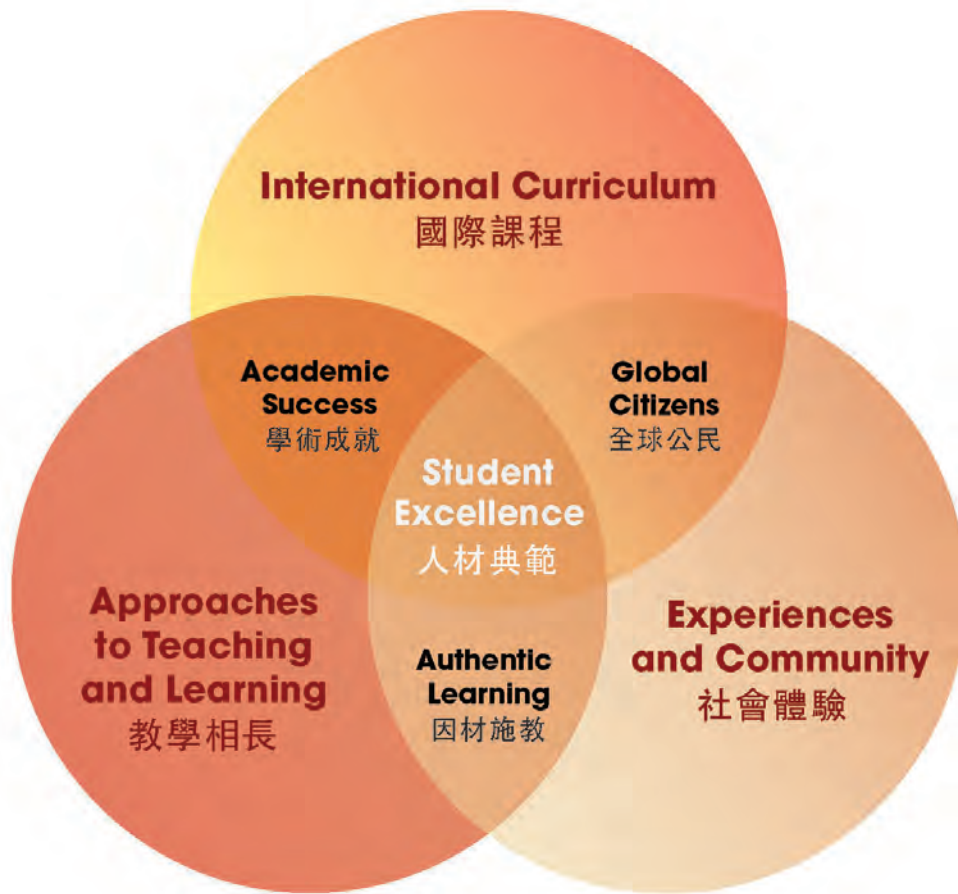 International Curriculum
國際課程
Academic
Success
學術成就
Global
Citizens
全球公民
Student
Excellence
人材典範
Approaches
to Teaching
and Learning
教學相長
Authentic
Learning
因材施教
Experiences
and Community
社會體驗